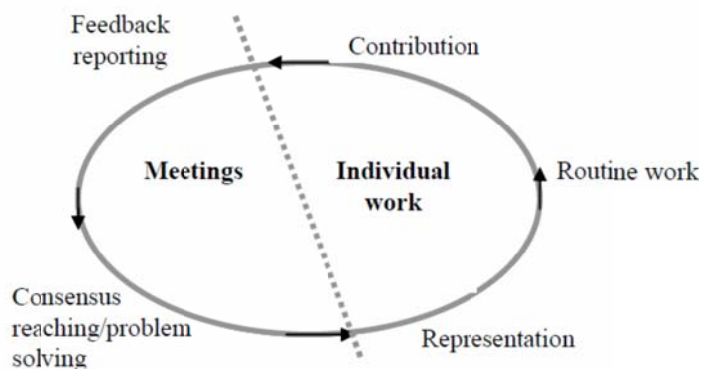 Feedback
reporting
Contribution
Meetings
Individual
work
Routine work
Consensus
reaching/problem
solving
Representation